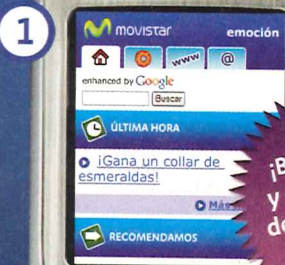 1
movistar emoción
www @
enhanced by Google
Buscar
ÚLTIMA HORA
¡Gana un collar de
esmeraldas!
Más
RECOMENDAMOS
y